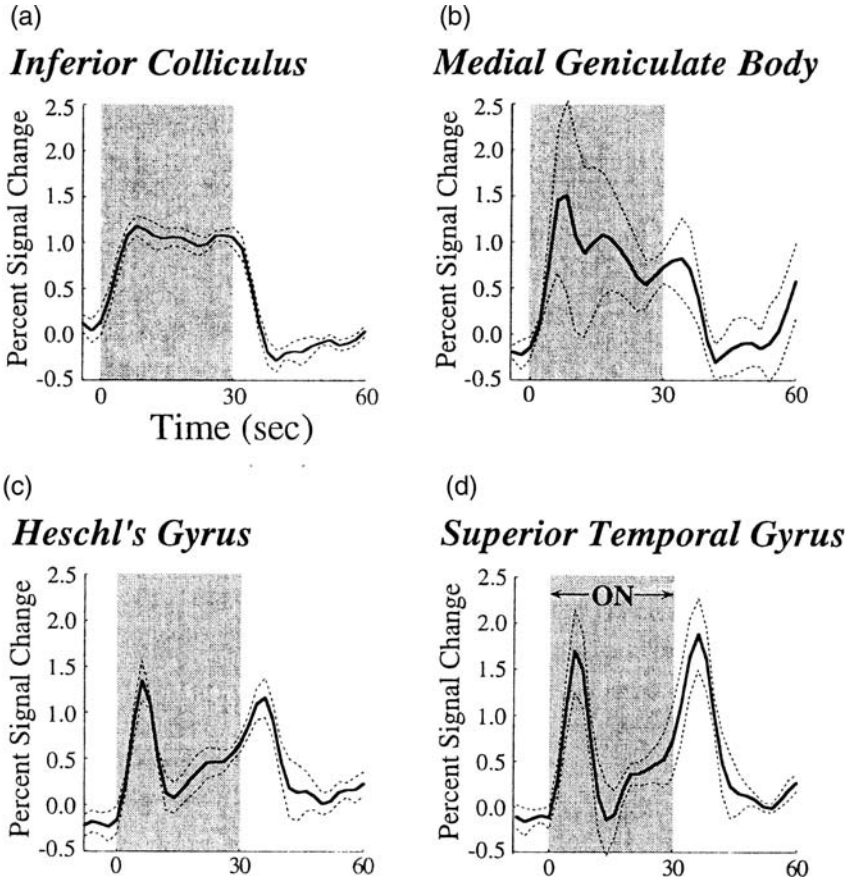 (a)
Inferior Colliculus
Percent Signal Change
2.5
2.0
1.5
1.0
0.5
0.0
-0.5
0 30 60
Time (sec)
(b)
Medial Geniculate Body
Percent Signal Change
2.5
2.0
1.5
1.0
0.5
0.0
-0.5
0 30 60
(c)
Heschl's Gyrus
Percent Signal Change
2.5
2.0
1.5
1.0
0.5
0.0
-0.5
0 30 60
(d)
Superior Temporal Gyrus
Percent Signal Change
2.5
2.0
1.5
1.0
0.5
0.0
-0.5
ON
0 30 60